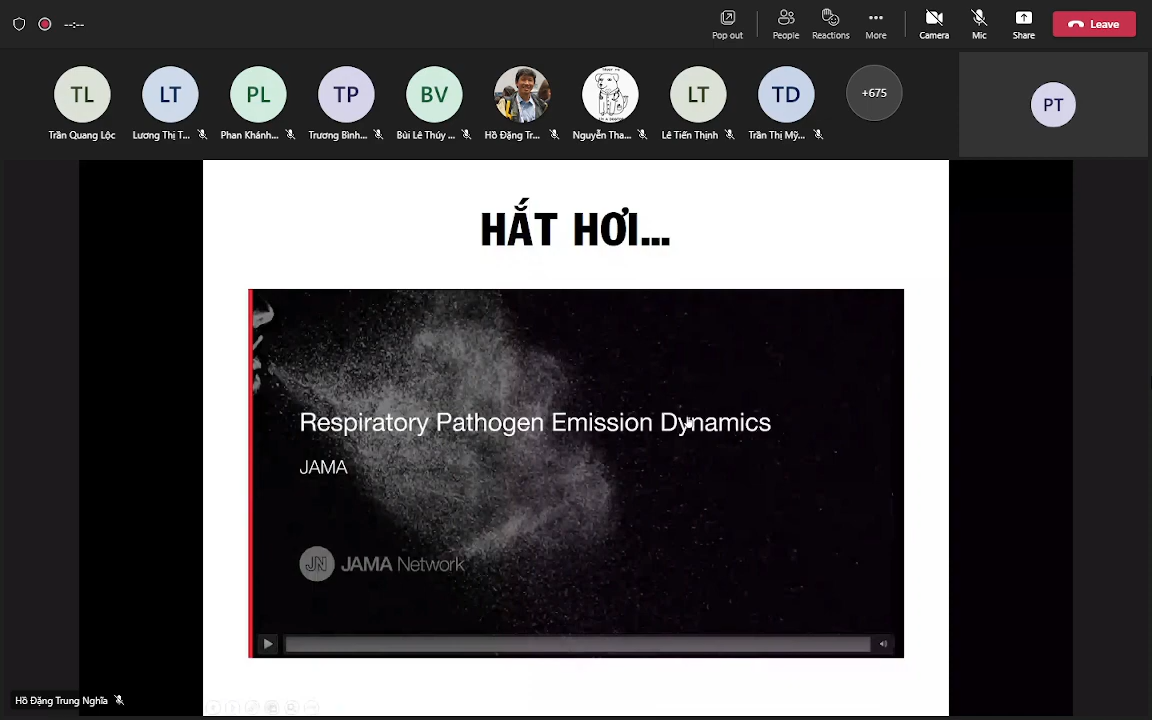 --:--
Pop out
People
Reactions
More
Camera
Mic
Share
Leave
TL
LT
PL
TP
BV
LT
TD
+675
PT
Trần Quang Lộc
Lương Thị T...
Phan Khánh...
Trương Bình...
Bùi Lê Thúy ...
Hồ Đặng Tr...
Nguyễn Tha...
Lê Tiến Thịnh
Trần Thị Mỹ...
HẮT HƠI...
Respiratory Pathogen Emission Dynamics
JAMA
JN JAMA Network
Hồ Đặng Trung Nghĩa